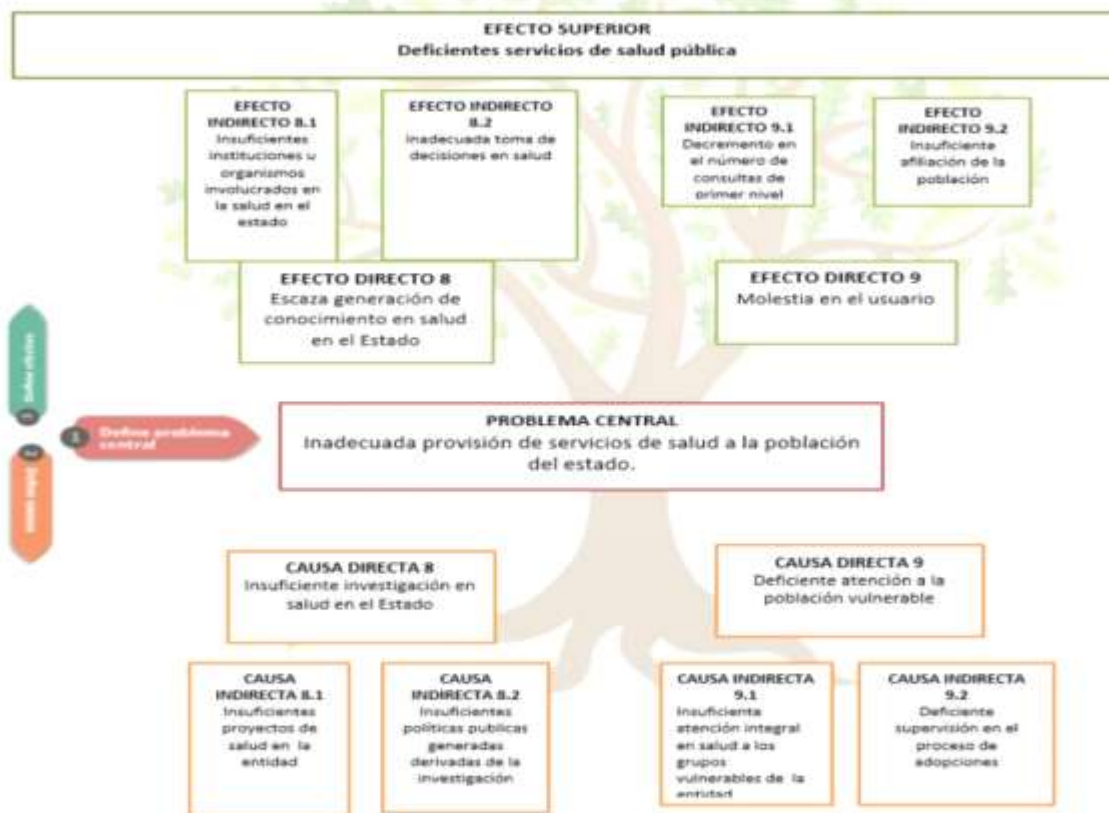 EFECTO SUPERIOR
Deficientes servicios de salud pública
EFECTO
INDIRECTO 8.1
Insuficientes
instituciones u
organismos
involucrados en
la salud en el
estado
EFECTO INDIRECTO
8.2
Inadecuada toma de
decisiones en salud
EFECTO
INDIRECTO 9.1
Decremento en
el número de
consultas de
primer nivel
EFECTO
INDIRECTO 9.2
Insuficiente
afiliación de la
población
EFECTO DIRECTO 8
Escaza generación de
conocimiento en salud
en el Estado
EFECTO DIRECTO 9
Molestia en el usuario
3
2
1
Define problema
central
PROBLEMA CENTRAL
Inadecuada provisión de servicios de salud a la población
del estado.
CAUSA DIRECTA 8
Insuficiente investigación en
salud en el Estado
CAUSA DIRECTA 9
Deficiente atención a la
población vulnerable
CAUSA
INDIRECTA 8.1
Insuficientes
proyectos de
salud en la
entidad
CAUSA
INDIRECTA 8.2
Insuficientes
políticas publicas
generadas
derivadas de la
investigación
CAUSA INDIRECTA
9.1
Insuficiente
atención integral
en salud a los
grupos
vulnerables de la
entidad
CAUSA INDIRECTA
9.2
Deficiente
supervisión en el
proceso de
adopciones